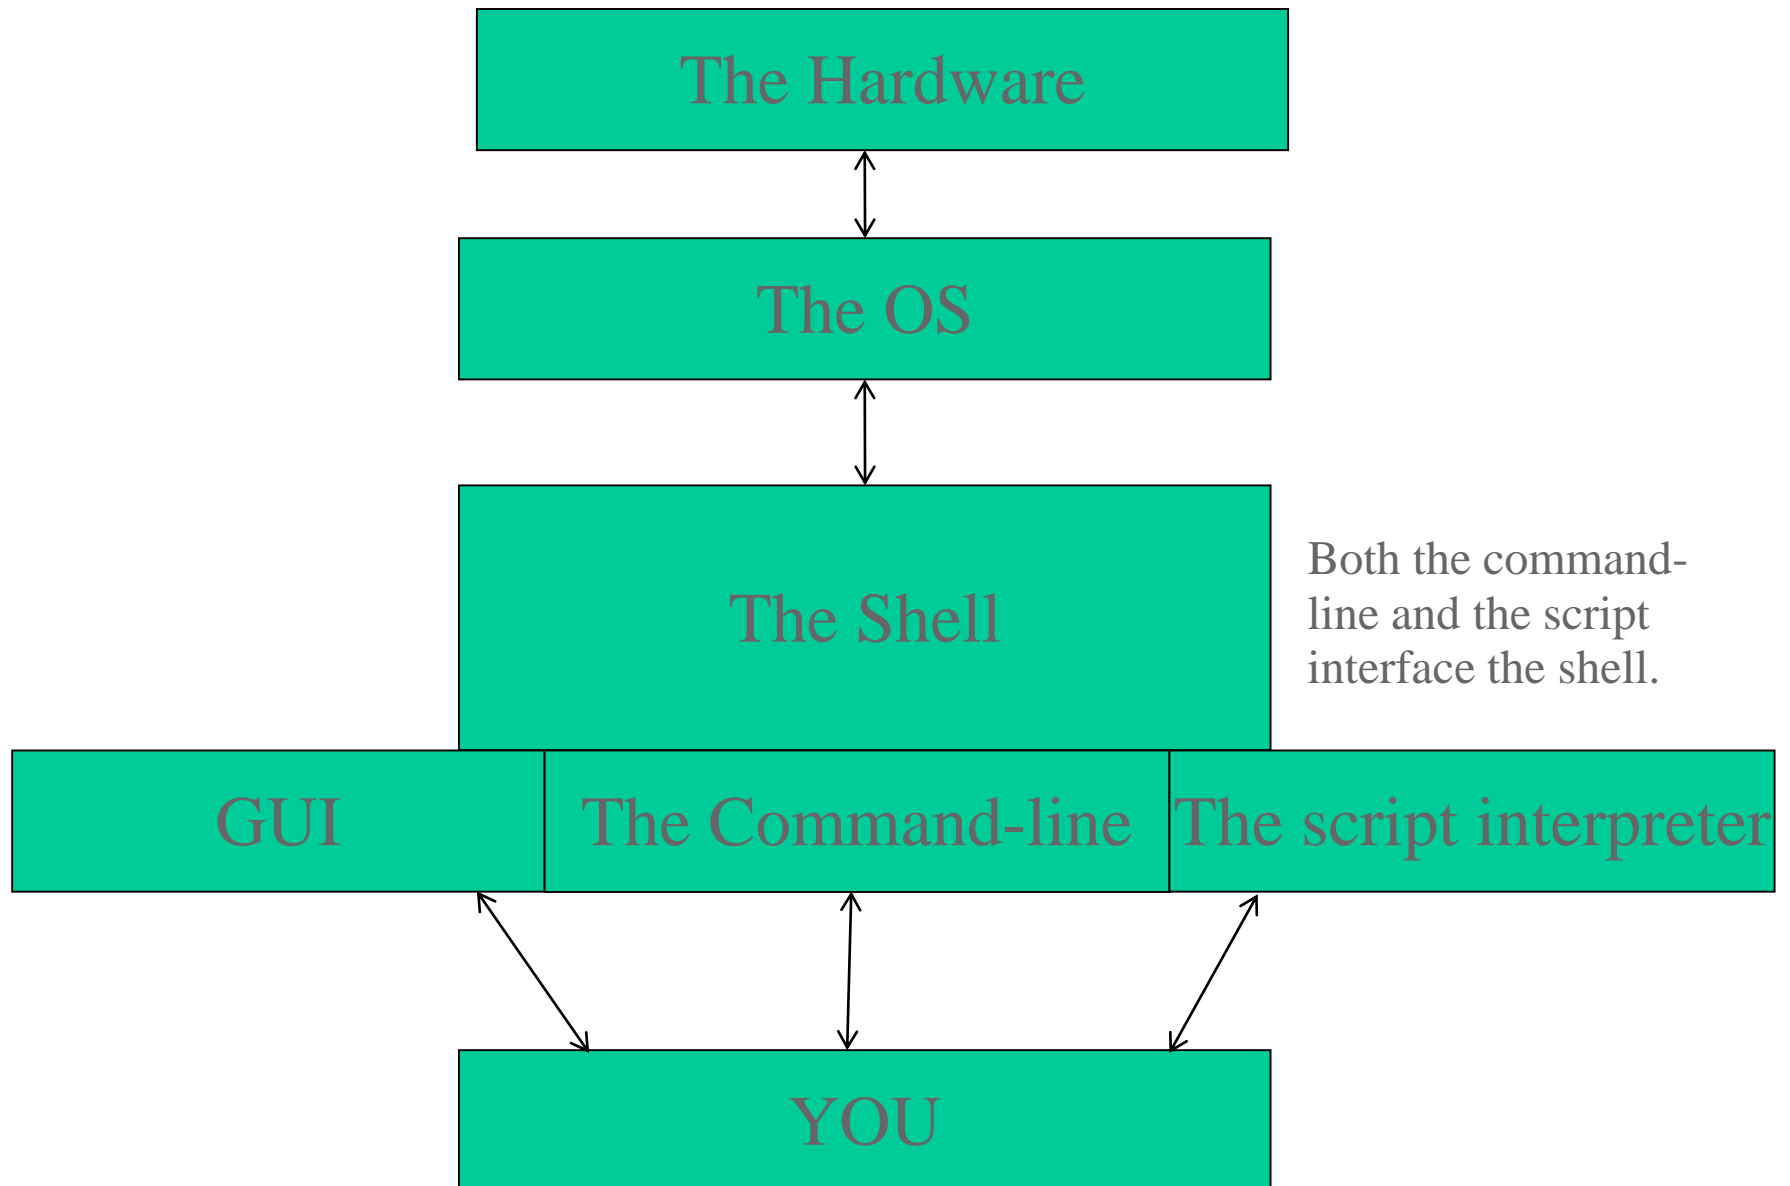 The Hardware
The OS
The Shell
Both the command-
line and the script
interface the shell.
GUI
The Command-line
The script interpreter
YOU